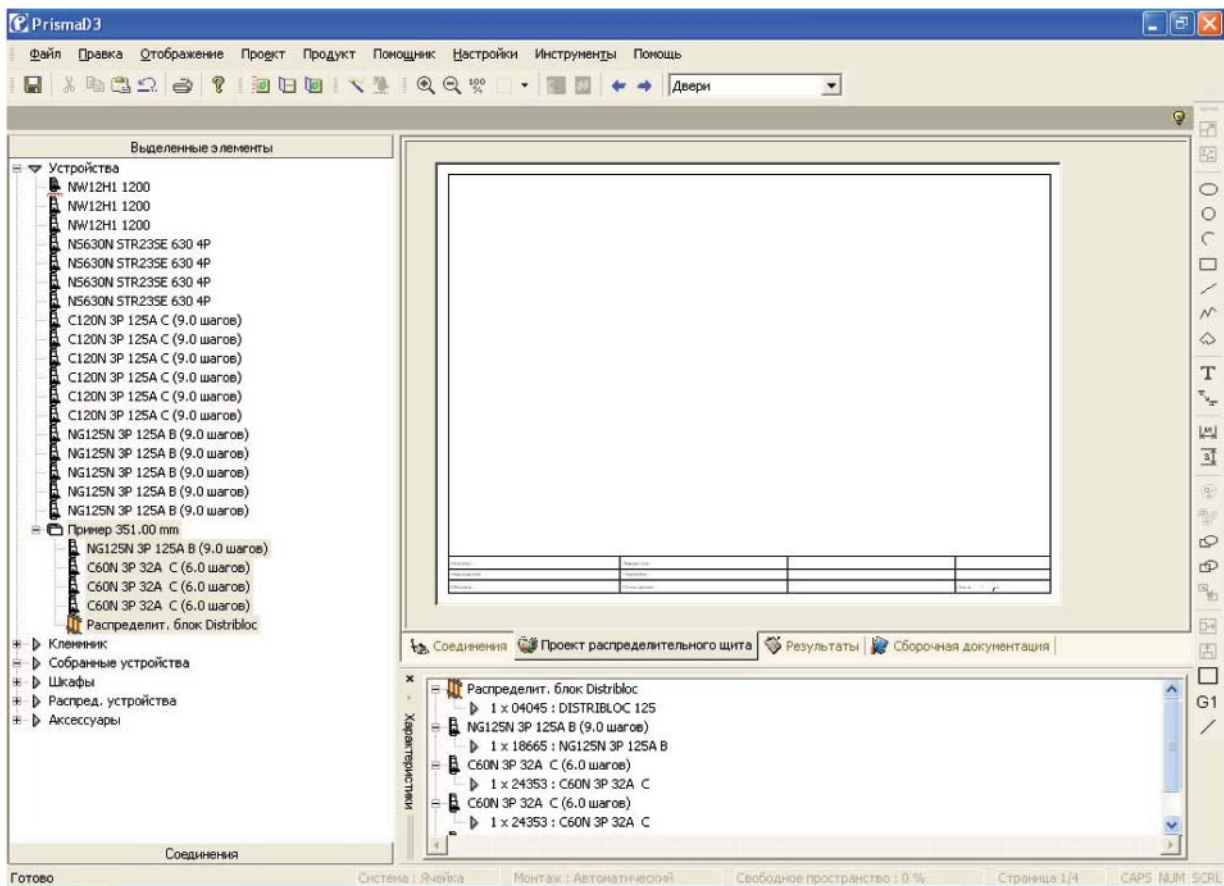 PrismaD3
Файл Правка Отображение Проект Продукт Помощник Настройки Инструменты Помощь
100 %
Двери
Выделенные элементы
Устройства
NW12H1 1200
NW12H1 1200
NW12H1 1200
NS630N STR23SE 630 4P
NS630N STR23SE 630 4P
NS630N STR23SE 630 4P
NS630N STR23SE 630 4P
C120N 3P 125A C (9.0 шагов)
C120N 3P 125A C (9.0 шагов)
C120N 3P 125A C (9.0 шагов)
C120N 3P 125A C (9.0 шагов)
C120N 3P 125A C (9.0 шагов)
C120N 3P 125A C (9.0 шагов)
NG125N 3P 125A B (9.0 шагов)
NG125N 3P 125A B (9.0 шагов)
NG125N 3P 125A B (9.0 шагов)
NG125N 3P 125A B (9.0 шагов)
NG125N 3P 125A B (9.0 шагов)
Пример 351.00 mm
NG125N 3P 125A B (9.0 шагов)
C60N 3P 32A C (6.0 шагов)
C60N 3P 32A C (6.0 шагов)
C60N 3P 32A C (6.0 шагов)
Распределит. блок Distribloc
Клеммник
Собранные устройства
Шкафы
Распред. устройства
Аксессуары
Соединения
Соединения Проект распределительного щита Результаты Сборочная документация
Характеристики
Распределит. блок Distribloc
1 x 04045 : DISTRIBLOC 125
NG125N 3P 125A B (9.0 шагов)
1 x 18665 : NG125N 3P 125A B
C60N 3P 32A C (6.0 шагов)
1 x 24353 : C60N 3P 32A C
C60N 3P 32A C (6.0 шагов)
1 x 24353 : C60N 3P 32A C
T
G1
Готово
Система : Ячейка Монтаж : Автоматический Свободное пространство : 0 % Страница 1/4 CAPS NUM SCRL